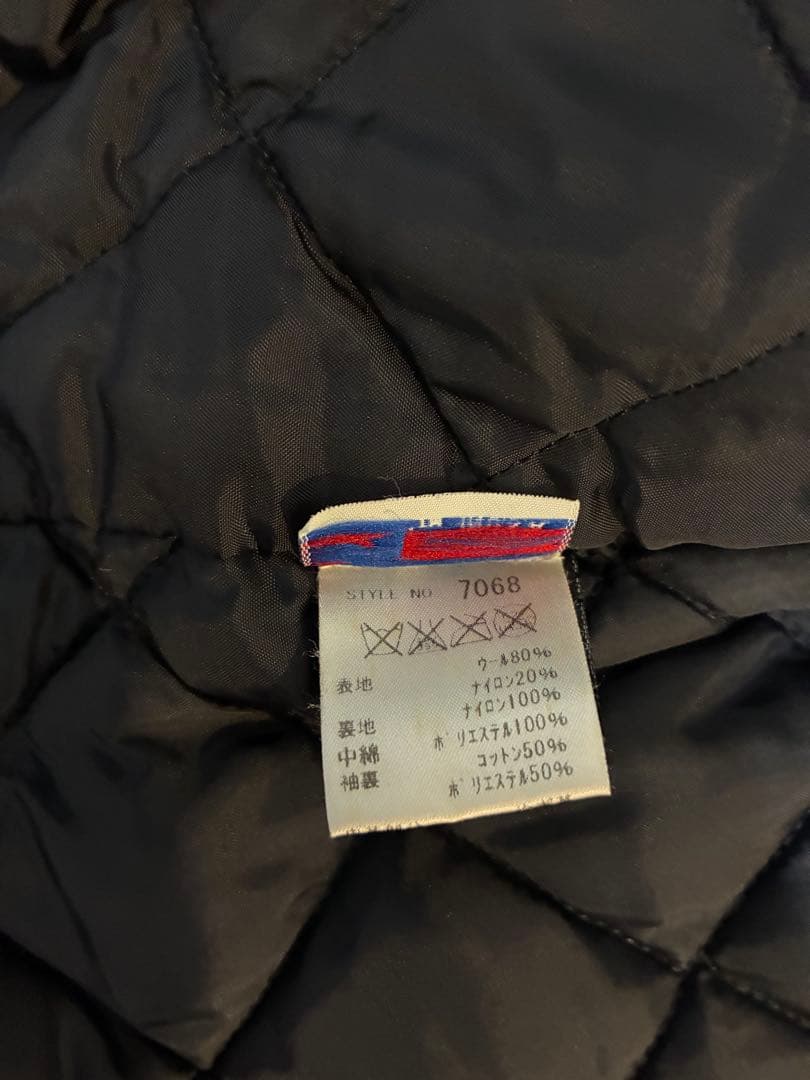 STYLE NO 7068
ウール80%
表地 ナイロン20%
ナイロン100%
裏地 ポリエステル100%
中綿 コットン50%
袖裏 ポリエステル50%